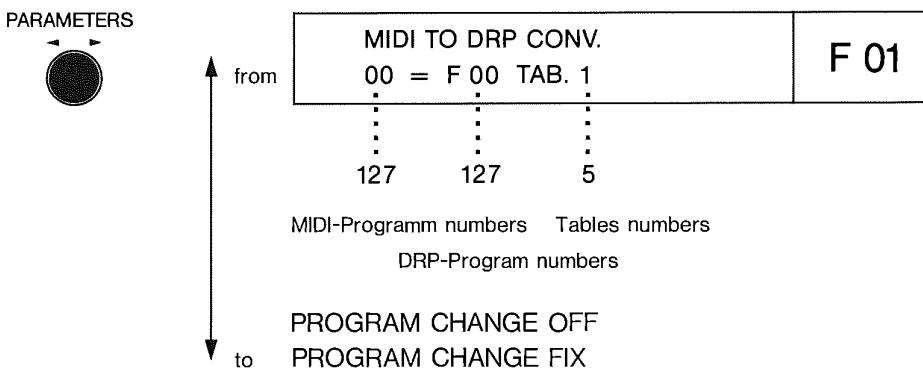 PARAMETERS
from
MIDI TO DRP CONV.
00 = F 00 TAB. 1
F 01
127 127 5
MIDI-Programm numbers Tables numbers
DRP-Program numbers
PROGRAM CHANGE OFF
to PROGRAM CHANGE FIX